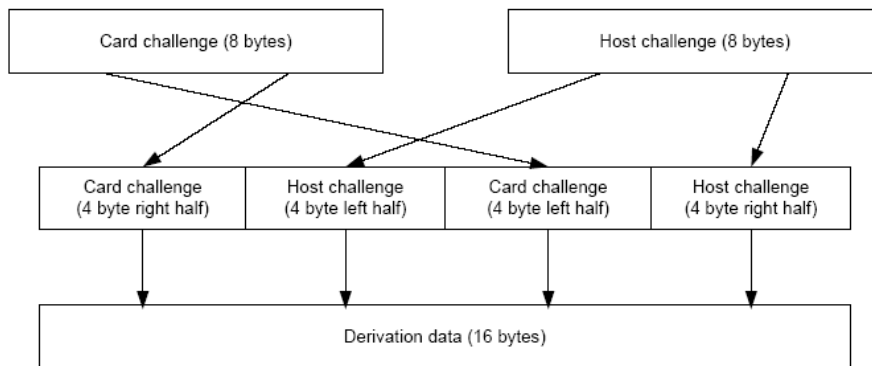 Card challenge (8 bytes)
Host challenge (8 bytes)
Card challenge
(4 byte right half)
Host challenge
(4 byte left half)
Card challenge
(4 byte left half)
Host challenge
(4 byte right half)
Derivation data (16 bytes)